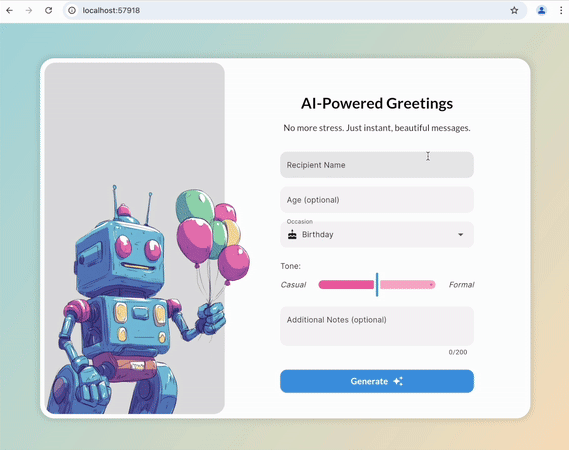 localhost:57918
AI-Powered Greetings
No more stress. Just instant, beautiful messages.
Recipient Name
Age (optional)
Occasion
Birthday
Tone:
Casual
Formal
Additional Notes (optional)
0/200
Generate